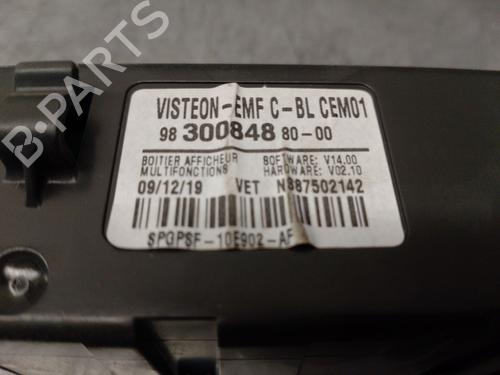 VISTEON-EMF C-BL CEM01
98 300848 80-00
BOITIER AFFICHEUR SOFTWARE: V14.00
MULTIFONCTIONS HARDWARE: V02.10
09/12/19 VET N387502142
SPGPSF-10E902-AF
B-PARTS